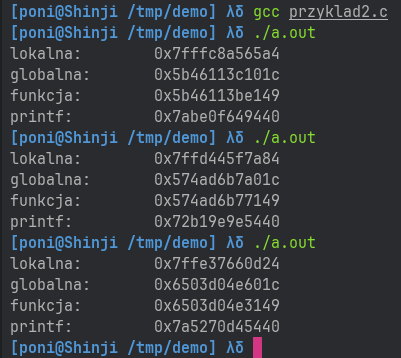 [poni@Shinji /tmp/demo] λδ gcc przyklad2.c
[poni@Shinji /tmp/demo] λδ ./a.out
lokalna: 0x7fffc8a565a4
globalna: 0x5b46113c101c
funkcja: 0x5b46113be149
printf: 0x7abe0f649440
[poni@Shinji /tmp/demo] λδ ./a.out
lokalna: 0x7ffd445f7a84
globalna: 0x574ad6b7a01c
funkcja: 0x574ad6b77149
printf: 0x72b19e9e5440
[poni@Shinji /tmp/demo] λδ ./a.out
lokalna: 0x7ffe37660d24
globalna: 0x6503d04e601c
funkcja: 0x6503d04e3149
printf: 0x7a5270d45440
[poni@Shinji /tmp/demo] λδ